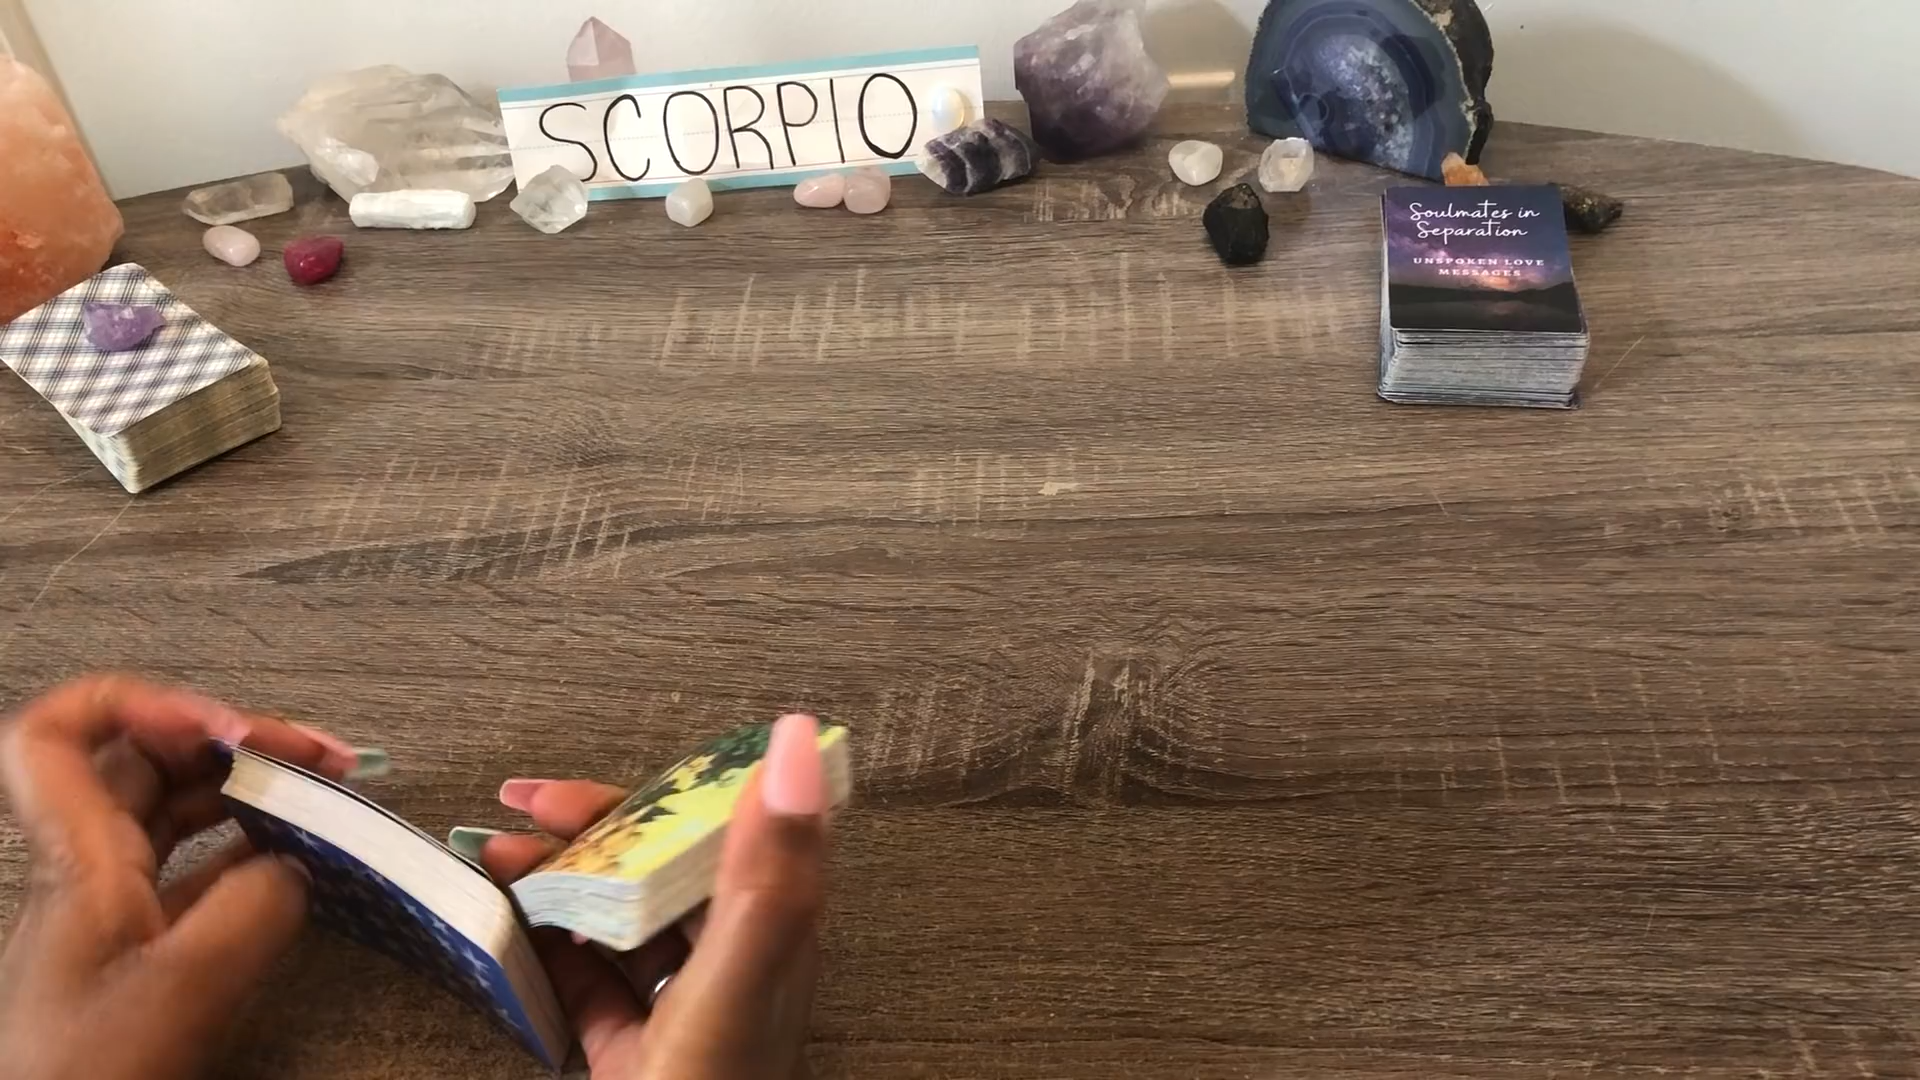 SCORPIO
Soulmates in
Separation
UNSPOKEN LOVE
MESSAGES